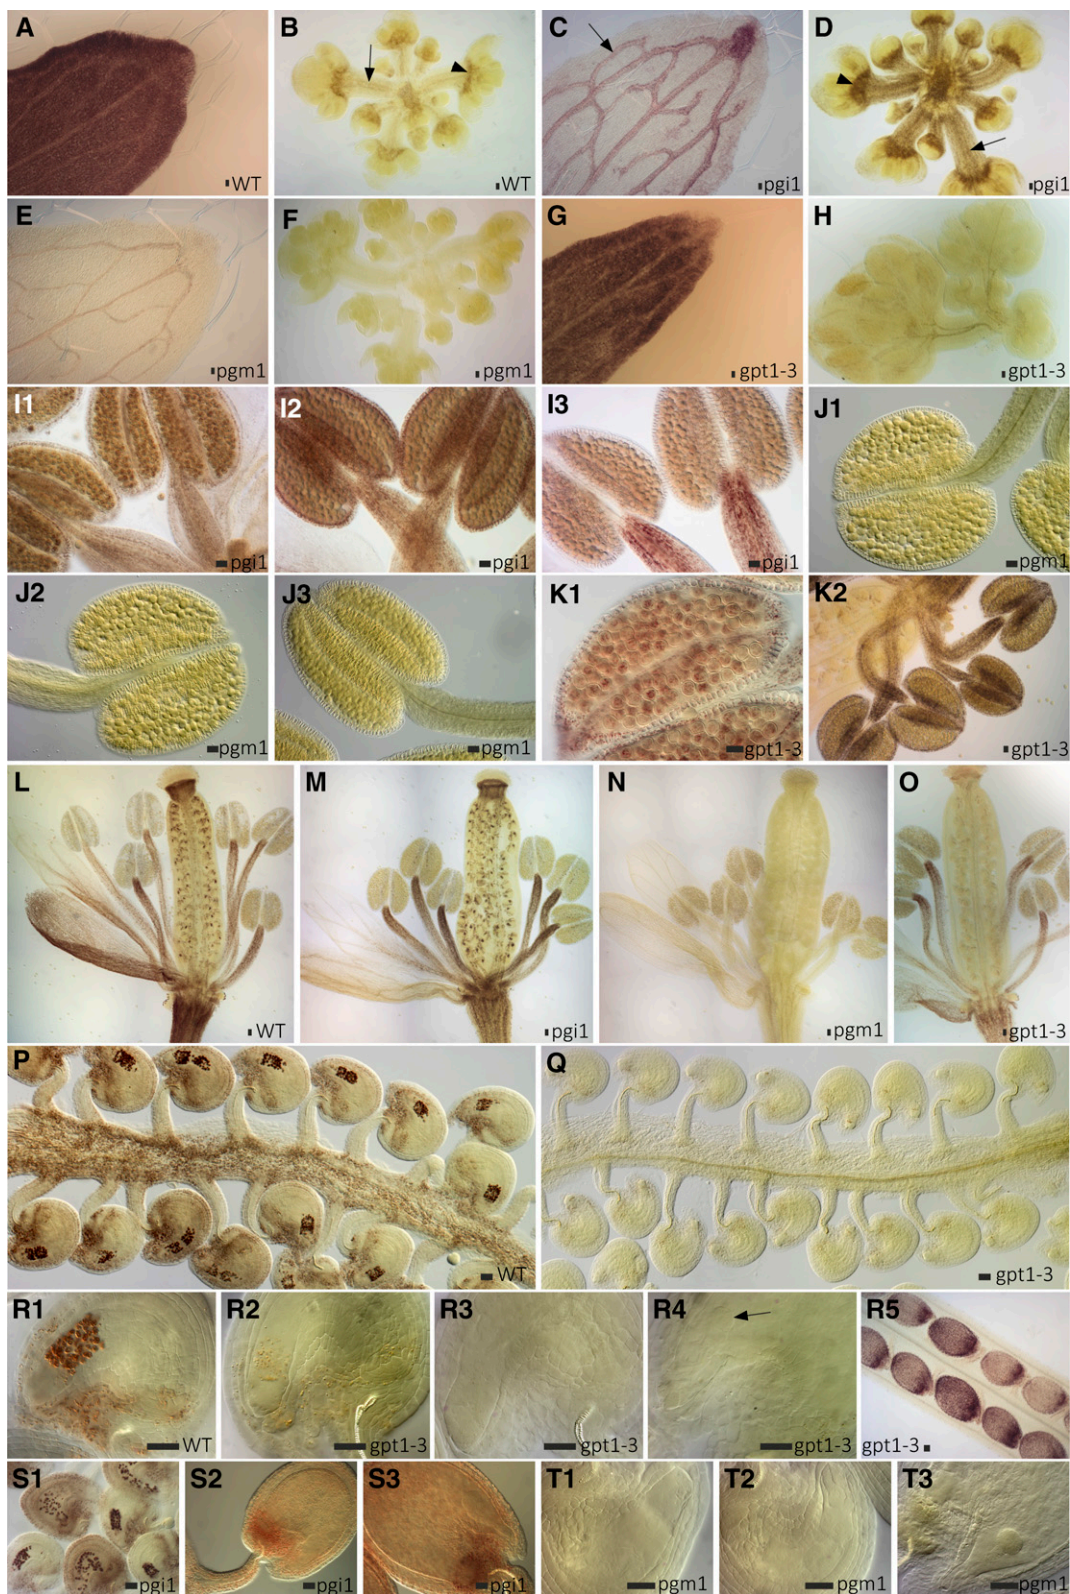 A
WT
B
WT
C
pgi1
D
pgi1
E
pgm1
F
pgm1
G
gpt1-3
H
gpt1-3
I1
pgi1
I2
pgi1
I3
pgi1
J1
pgm1
J2
pgm1
J3
pgm1
K1
gpt1-3
K2
gpt1-3
L
WT
M
pgi1
N
pgm1
O
gpt1-3
P
WT
Q
gpt1-3
R1
WT
R2
gpt1-3
R3
gpt1-3
R4
gpt1-3
R5
gpt1-3
S1
pgi1
S2
pgi1
S3
pgi1
T1
pgm1
T2
pgm1
T3
pgm1